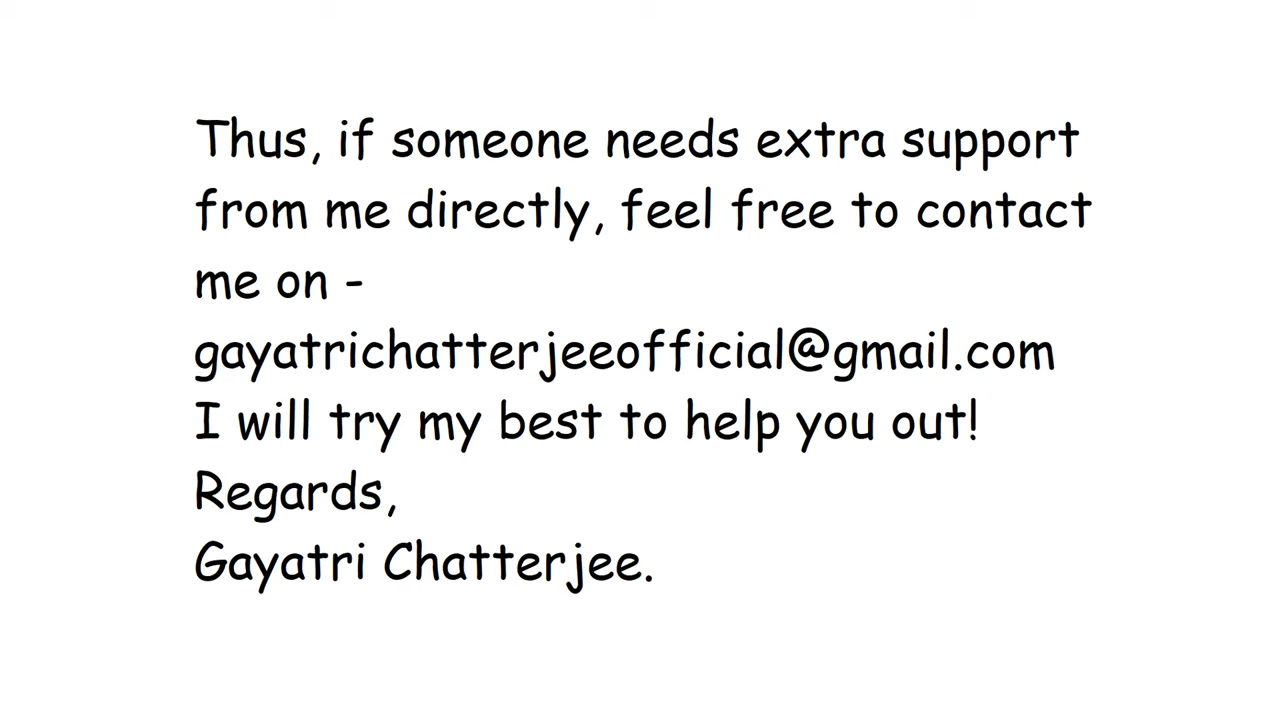 Thus, if someone needs extra support
from me directly, feel free to contact
me on -
gayatrichatterjeeofficial@gmail.com
I will try my best to help you out!
Regards,
Gayatri Chatterjee.